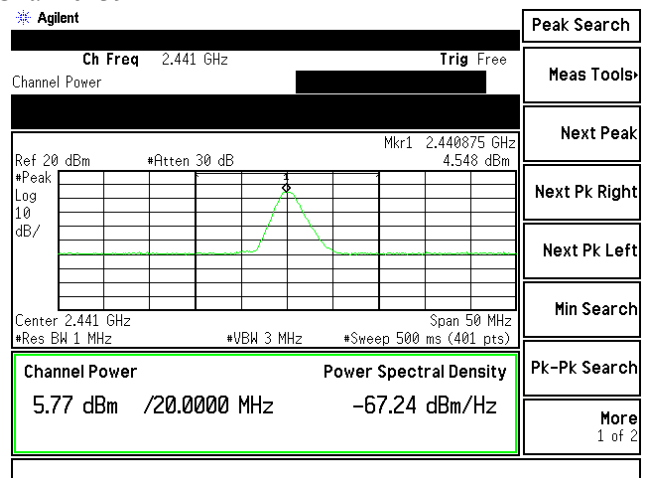 Agilent
Peak Search
Ch Freq 2.441 GHz Trig Free
Channel Power
Meas Tools
Mkr1 2.440875 GHz
Ref 20 dBm #Atten 30 dB 4.548 dBm
Next Peak
#Peak
Log
10
dB/
1
Next Pk Right
Next Pk Left
Center 2.441 GHz Span 50 MHz
#Res BW 1 MHz #VBW 3 MHz #Sweep 500 ms (401 pts)
Min Search
Channel Power Power Spectral Density
5.77 dBm /20.0000 MHz -67.24 dBm/Hz
Pk-Pk Search
More
1 of 2